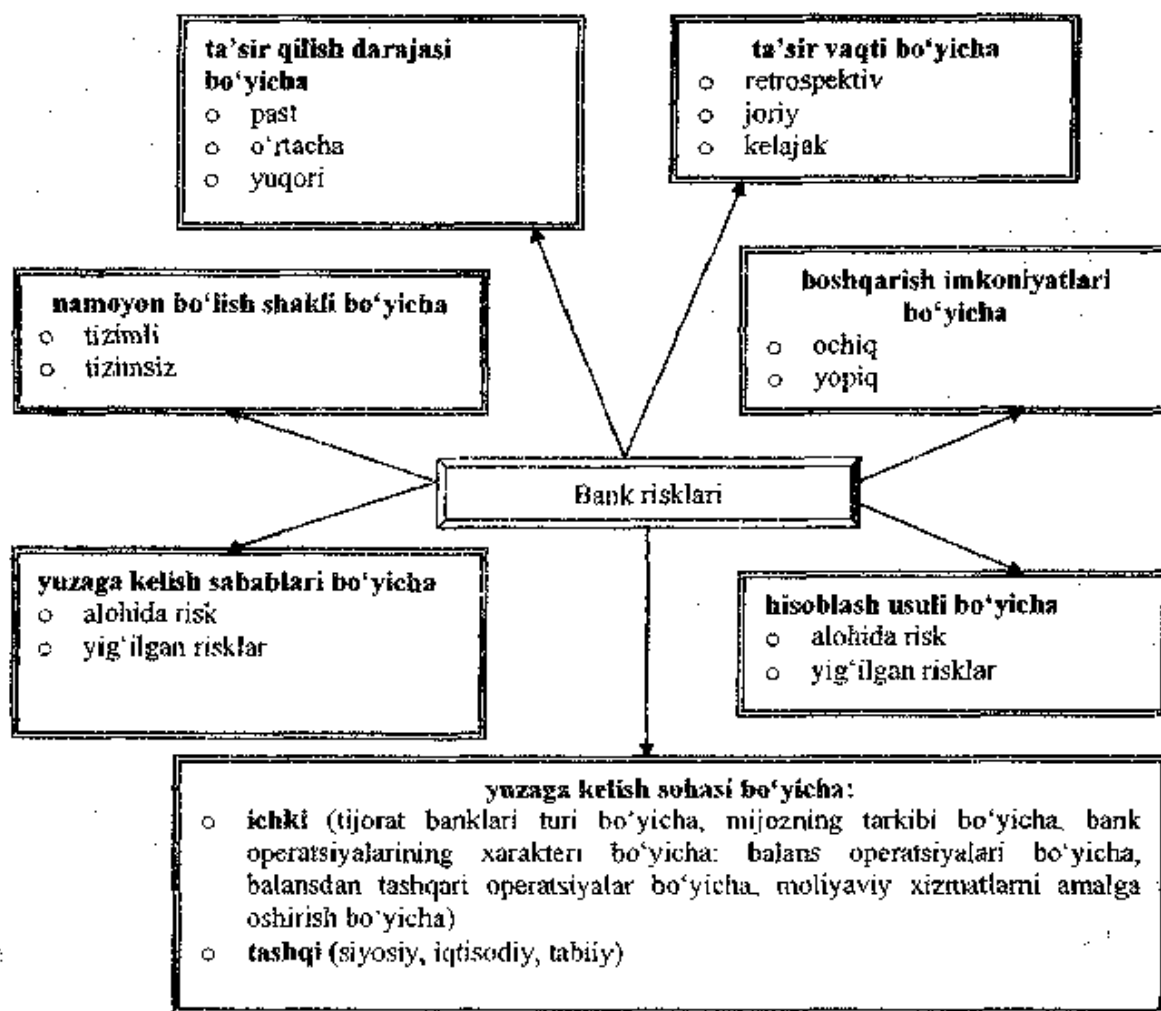 ta’sir qilish darajasi
bo‘yicha
o past
o o‘rtacha
o yuqori
ta’sir vaqti bo‘yicha
o retrospektiv
o joriy
o kelajak
namoyon bo‘lish shakli bo‘yicha
o tizimli
o tizimsiz
boshqarish imkoniyatlari
bo‘yicha
o ochiq
o yopiq
Bank risklari
yuzaga kelish sabablari bo‘yicha
o alohida risk
o yig‘ilgan risklar
hisoblash usuli bo‘yicha
o alohida risk
o yig‘ilgan risklar
yuzaga kelish sohasi bo‘yicha:
o ichki (tijorat banklari turi bo‘yicha, mijozning tarkibi bo‘yicha, bank
operatsiyalarining xarakteri bo‘yicha: balans operatsiyalari bo‘yicha,
balansdan tashqari operatsiyalar bo‘yicha, moliyaviy xizmatlarni amalga
oshirish bo‘yicha)
o tashqi (siyosiy, iqtisodiy, tabiiy)